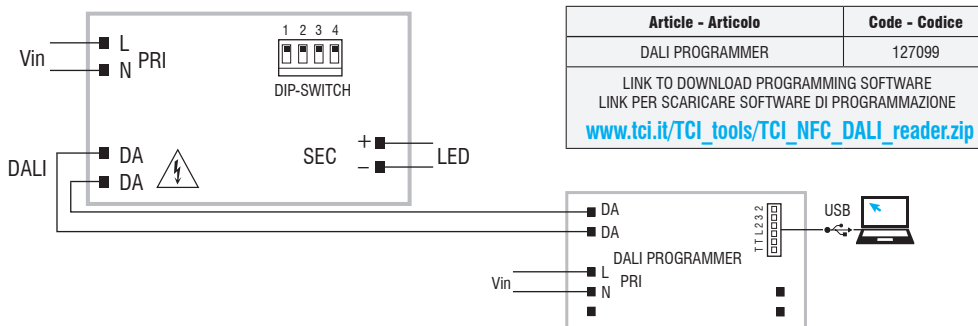 1 2 3 4
DIP-SWITCH
Vin
L
N
PRI
DALI
DA
DA
SEC
+
–
LED
Article - Articolo
Code - Codice
DALI PROGRAMMER
127099
LINK TO DOWNLOAD PROGRAMMING SOFTWARE
LINK PER SCARICARE SOFTWARE DI PROGRAMMAZIONE
www.tci.it/TCI_tools/TCI_NFC_DALI_reader.zip
DA
DA
TTL232
USB
DALI PROGRAMMER
Vin
L
N
PRI